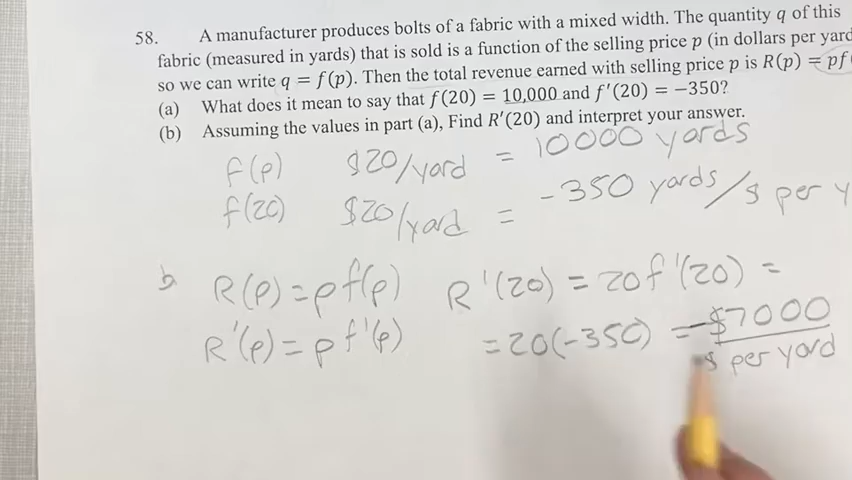 58. A manufacturer produces bolts of a fabric with a mixed width. The quantity q of this
fabric (measured in yards) that is sold is a function of the selling price p (in dollars per yard
so we can write q = f(p). Then the total revenue earned with selling price p is R(p) = pf
(a) What does it mean to say that f(20) = 10,000 and f′(20) = −350?
(b) Assuming the values in part (a), Find R′(20) and interpret your answer.
f(p) $20/yard = 10000 yards
f(20) $20/yard = -350 yards/$ per y
b R(p)=pf(p) R'(20) = 20f'(20) =
R'(p)=pf'(p) =20(-350) =-$7000
$ per yard